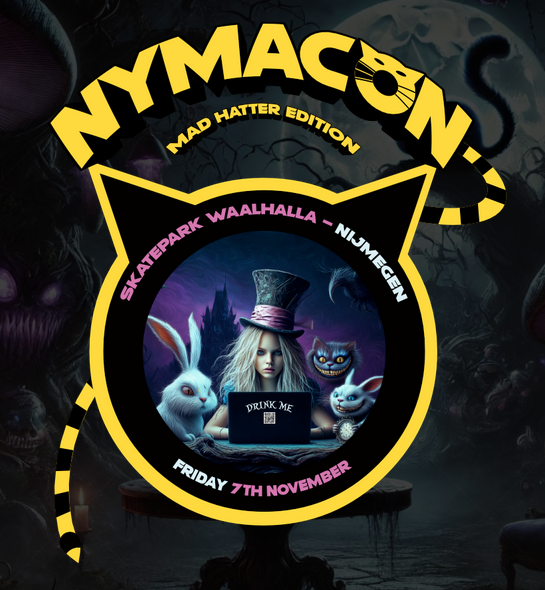 NYMACON
MAD HATTER EDITION
SKATEPARK WAALHALLA - NIJMEGEN
DRINK ME
FRIDAY 7TH NOVEMBER